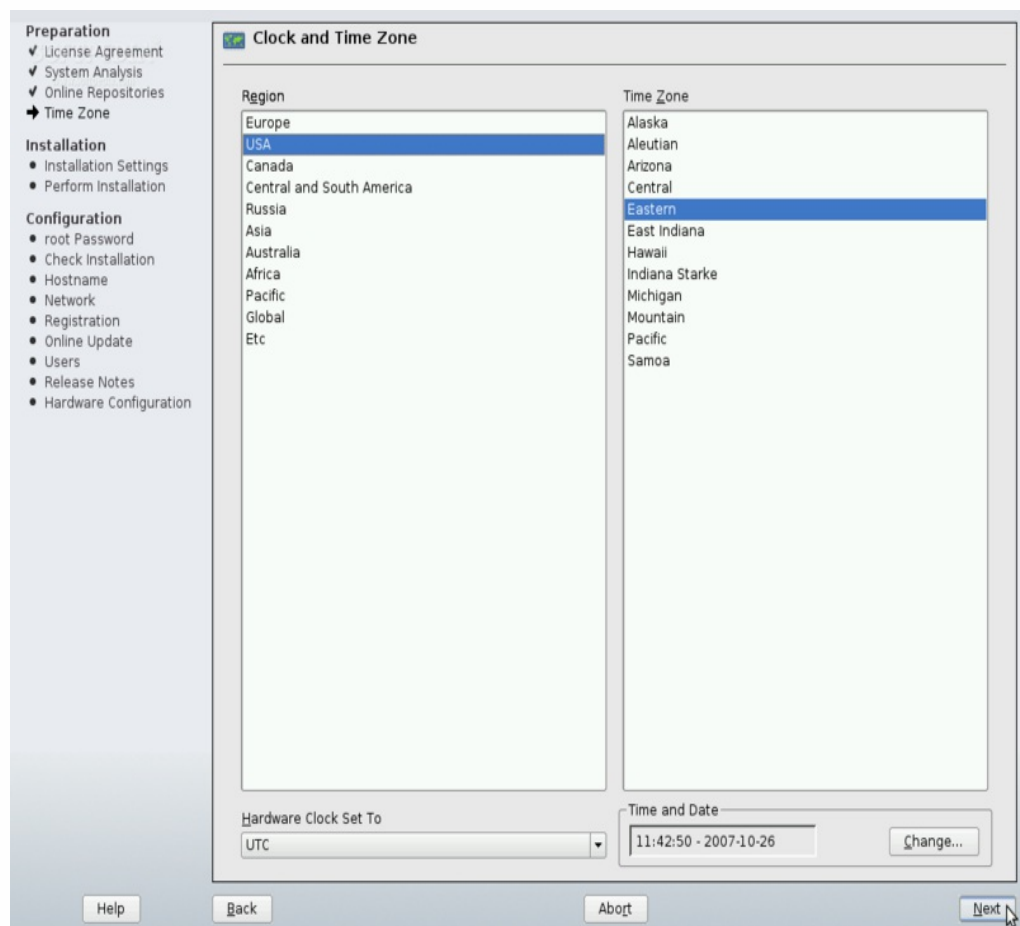 Preparation
License Agreement
System Analysis
Online Repositories
Time Zone
Installation
Installation Settings
Perform Installation
Configuration
root Password
Check Installation
Hostname
Network
Registration
Online Update
Users
Release Notes
Hardware Configuration
Clock and Time Zone
Region
Europe
USA
Canada
Central and South America
Russia
Asia
Australia
Africa
Pacific
Global
Etc
Time Zone
Alaska
Aleutian
Arizona
Central
Eastern
East Indiana
Hawaii
Indiana Starke
Michigan
Mountain
Pacific
Samoa
Hardware Clock Set To
UTC
Time and Date
11:42:50 - 2007-10-26
Change...
Help
Back
Abort
Next